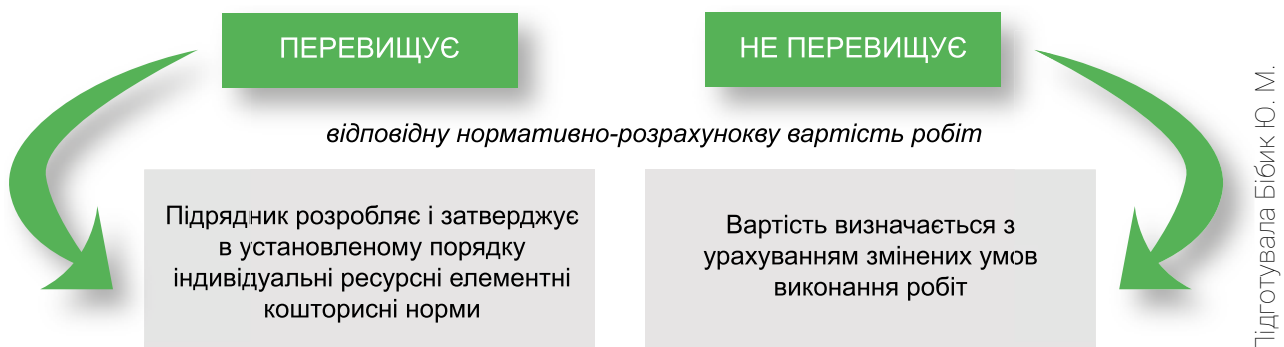 ПЕРЕВИЩУЄ
НЕ ПЕРЕВИЩУЄ
відповідну нормативно-розрахунокву вартість робіт
Підрядник розробляє і затверджує
в установленому порядку
індивідуальні ресурсні елементні
кошторисні норми
Вартість визначається з
урахуванням змінених умов
виконання робіт
Підготувала Бібик Ю. М.